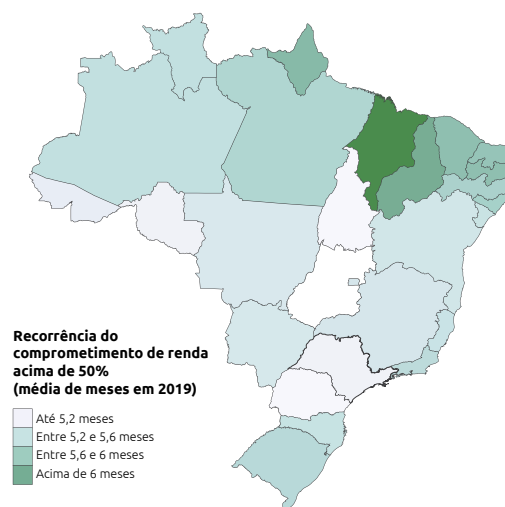 Recorrência do
comprometimento de renda
acima de 50%
(média de meses em 2019)
Até 5,2 meses
Entre 5,2 e 5,6 meses
Entre 5,6 e 6 meses
Acima de 6 meses